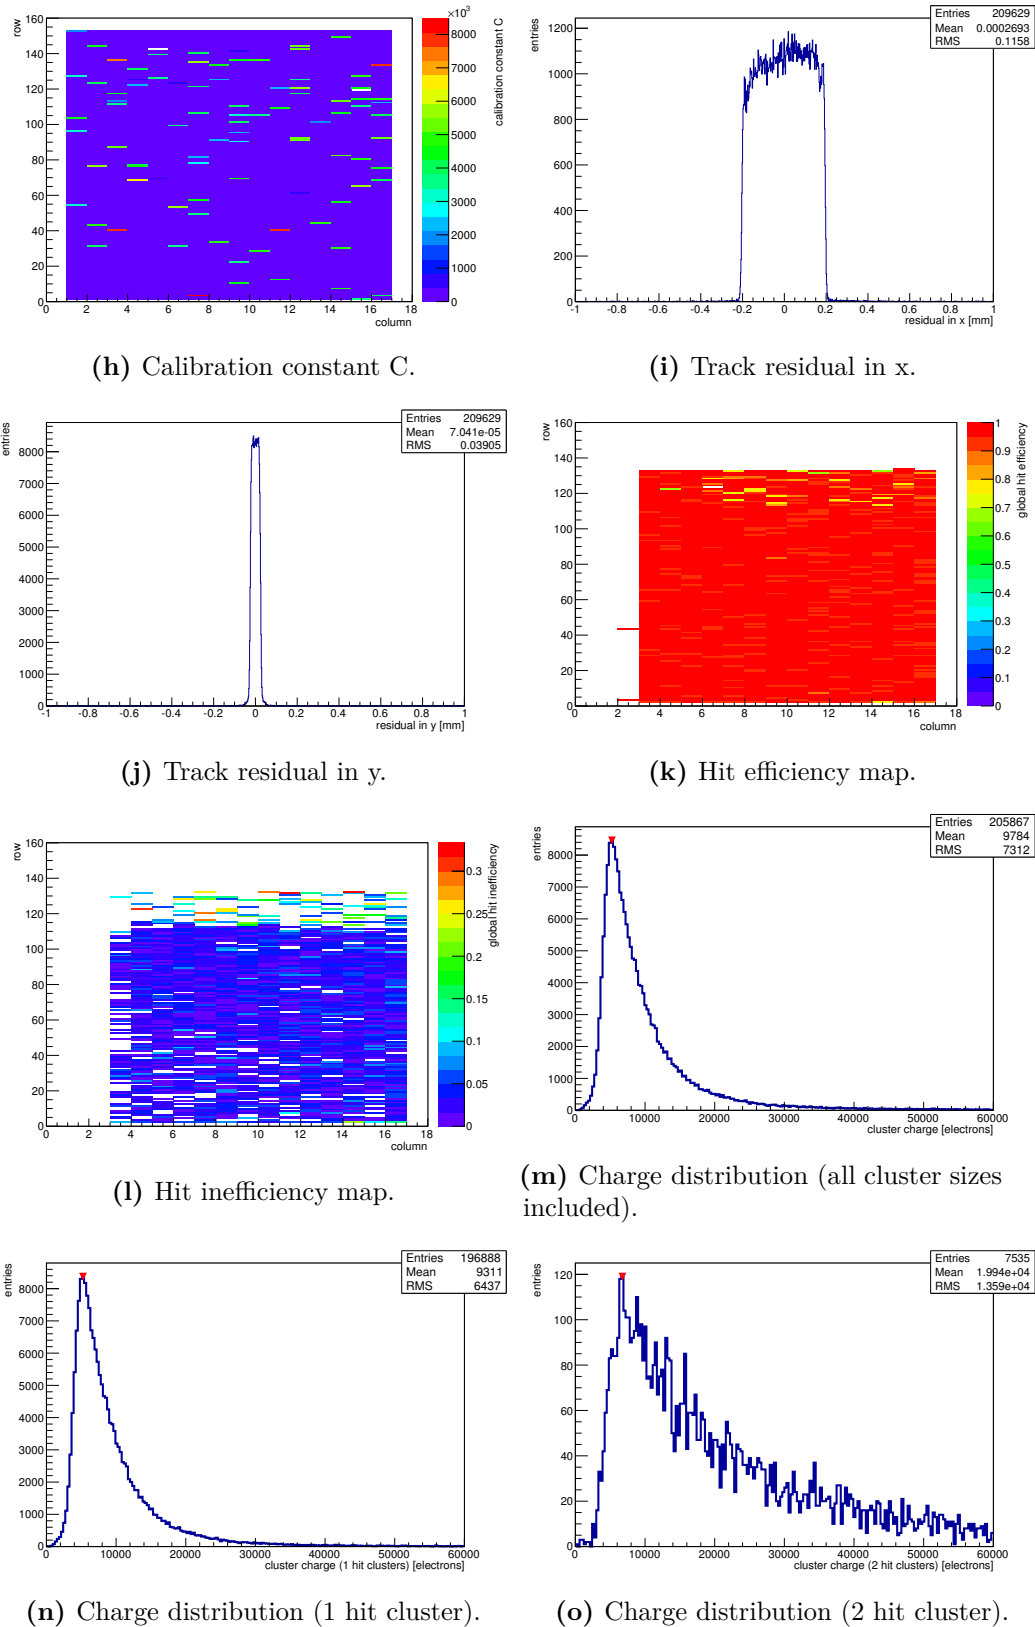 ×10³
160
140
120
100
80
60
40
20
0
row
0 2 4 6 8 10 12 14 16 18
column
8000
7000
6000
5000
4000
3000
2000
1000
0
calibration constant C
(h) Calibration constant C.
Entries 209629
Mean 0.0002693
RMS 0.1158
entries
1200
1000
800
600
400
200
0
-1 -0.8 -0.6 -0.4 -0.2 0 0.2 0.4 0.6 0.8 1
residual in x [mm]
(i) Track residual in x.
Entries 209629
Mean 7.041e-05
RMS 0.03905
entries
8000
7000
6000
5000
4000
3000
2000
1000
0
-1 -0.8 -0.6 -0.4 -0.2 0 0.2 0.4 0.6 0.8 1
residual in y [mm]
(j) Track residual in y.
160
140
120
100
80
60
40
20
0
row
0 2 4 6 8 10 12 14 16 18
column
1
0.9
0.8
0.7
0.6
0.5
0.4
0.3
0.2
0.1
0
global hit efficiency
(k) Hit efficiency map.
160
140
120
100
80
60
40
20
0
row
0 2 4 6 8 10 12 14 16 18
column
0.3
0.25
0.2
0.15
0.1
0.05
0
global hit inefficiency
(l) Hit inefficiency map.
Entries 205867
Mean 9784
RMS 7312
entries
8000
7000
6000
5000
4000
3000
2000
1000
0
0 10000 20000 30000 40000 50000 60000
cluster charge [electrons]
(m) Charge distribution (all cluster sizes
included).
Entries 196888
Mean 9311
RMS 6437
entries
8000
7000
6000
5000
4000
3000
2000
1000
0
0 10000 20000 30000 40000 50000 60000
cluster charge (1 hit clusters) [electrons]
(n) Charge distribution (1 hit cluster).
Entries 7535
Mean 1.994e+04
RMS 1.359e+04
entries
120
100
80
60
40
20
0
0 10000 20000 30000 40000 50000 60000
cluster charge (2 hit clusters) [electrons]
(o) Charge distribution (2 hit cluster).